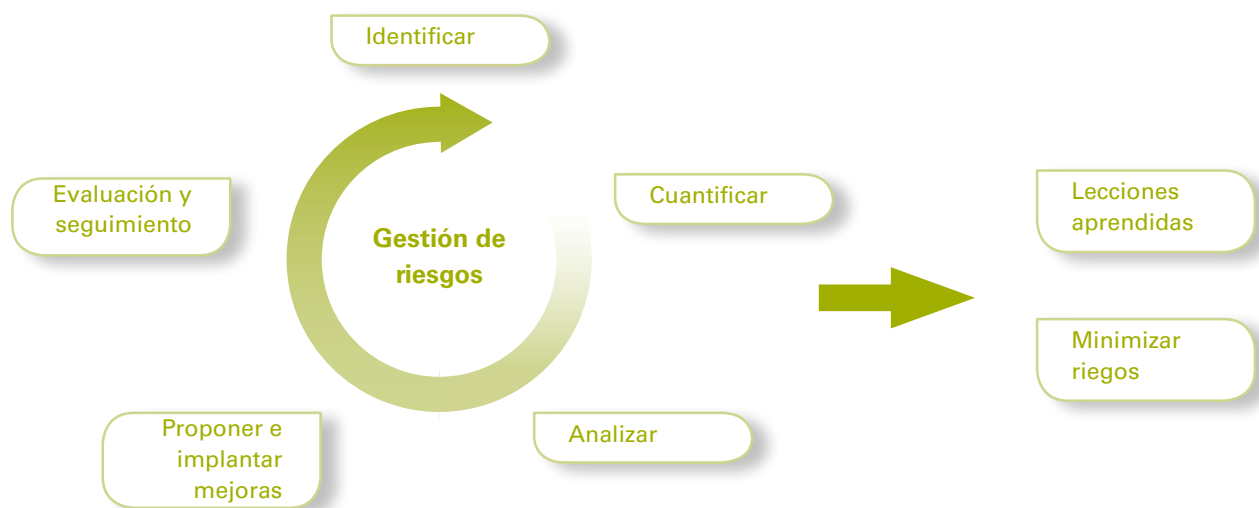 Identificar
Cuantificar
Analizar
Proponer e
implantar
mejoras
Evaluación y
seguimiento
Gestión de
riesgos
Lecciones
aprendidas
Minimizar
riegos